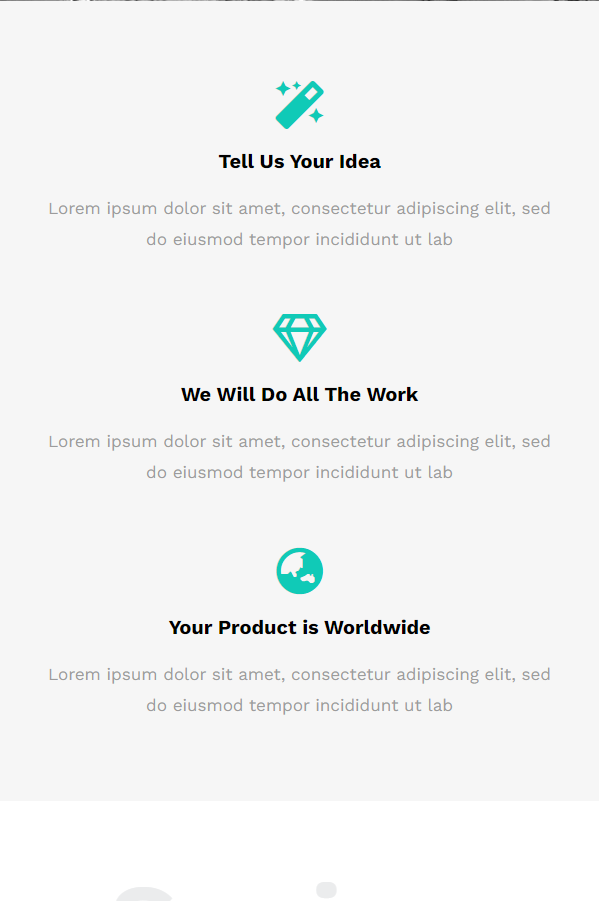 Tell Us Your Idea
Lorem ipsum dolor sit amet, consectetur adipiscing elit, sed
do eiusmod tempor incididunt ut lab
We Will Do All The Work
Lorem ipsum dolor sit amet, consectetur adipiscing elit, sed
do eiusmod tempor incididunt ut lab
Your Product is Worldwide
Lorem ipsum dolor sit amet, consectetur adipiscing elit, sed
do eiusmod tempor incididunt ut lab